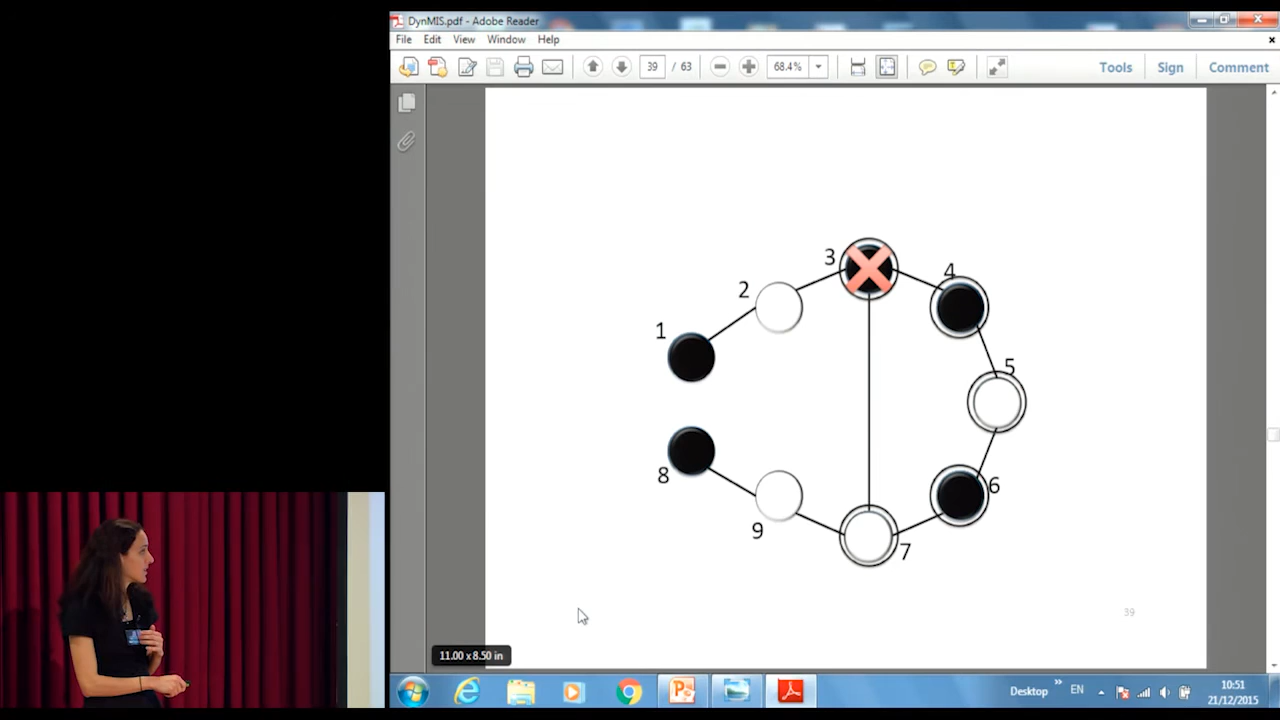 DynMIS.pdf - Adobe Reader
File Edit View Window Help
39 / 63 68.4% Tools Sign Comment
3
4
2
1
5
8
6
9
7
39
11.00 x 8.50 in
Desktop » EN 10:51
21/12/2015